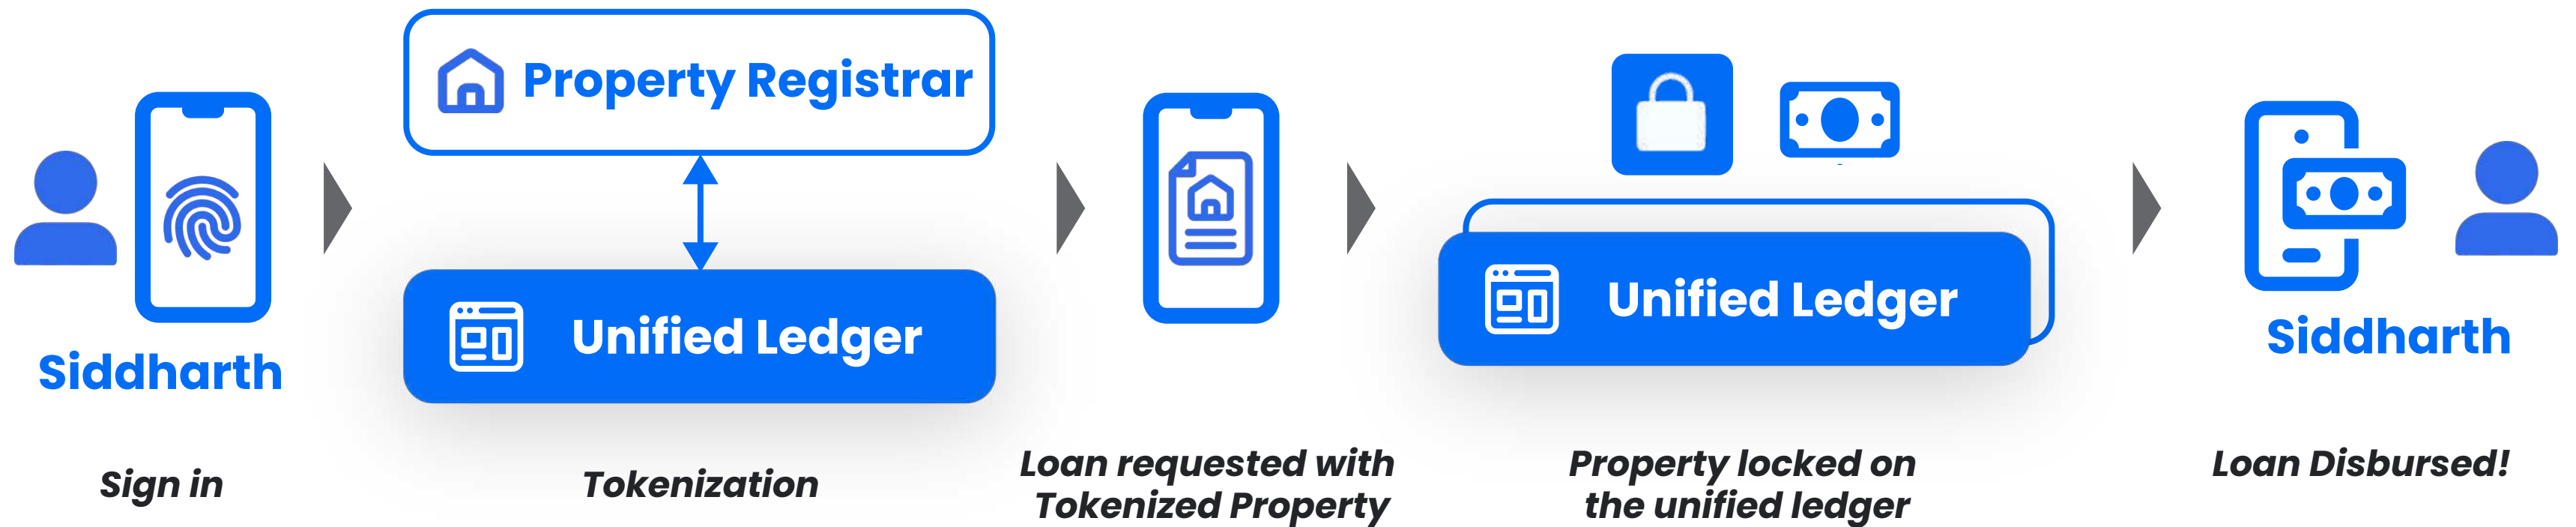 Property Registrar
Unified Ledger
Siddharth
Sign in
Tokenization
Loan requested with
Tokenized Property
Unified Ledger
Property locked on
the unified ledger
Siddharth
Loan Disbursed!